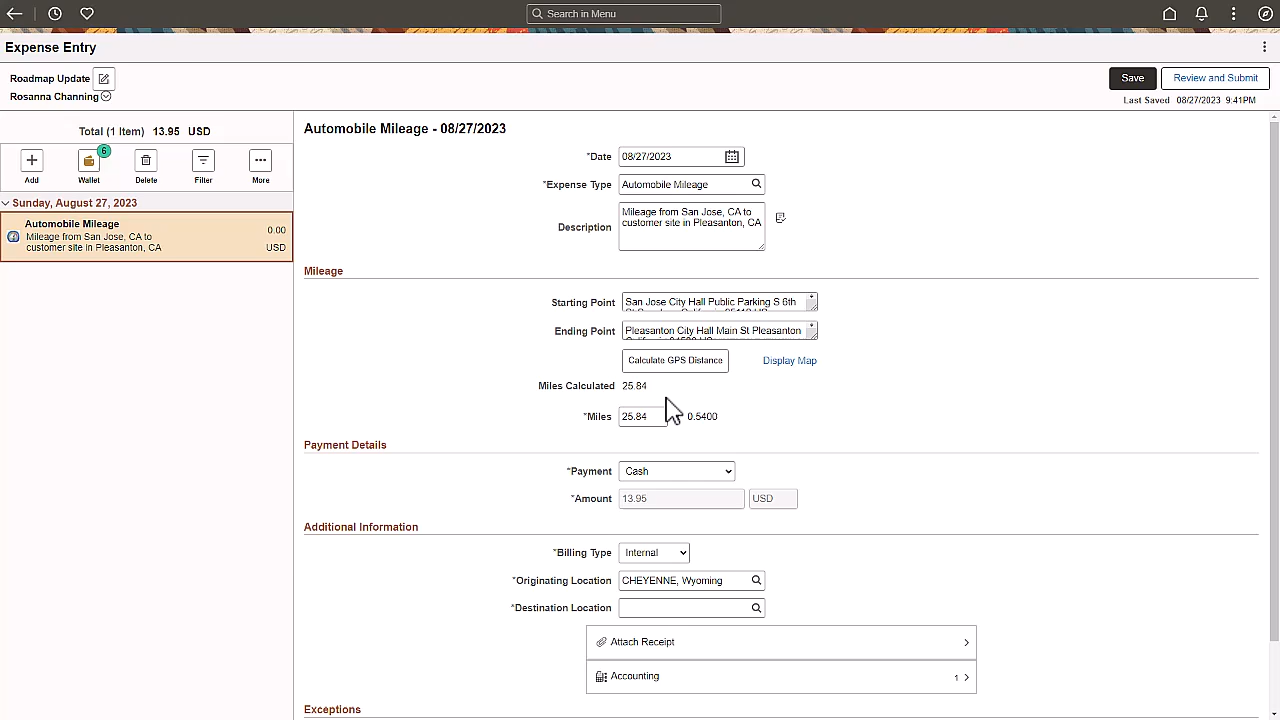 Search in Menu
Expense Entry
Roadmap Update
Rosanna Channing
Save
Review and Submit
Last Saved 08/27/2023 9:41PM
Total (1 Item) 13.95 USD
6
Add
Wallet
Delete
Filter
More
Sunday, August 27, 2023
Automobile Mileage
Mileage from San Jose, CA to
customer site in Pleasanton, CA
0.00
USD
Automobile Mileage - 08/27/2023
*Date 08/27/2023
*Expense Type Automobile Mileage
Description
Mileage from San Jose, CA to
customer site in Pleasanton, CA
Mileage
Starting Point San Jose City Hall Public Parking S 6th
Ending Point Pleasanton City Hall Main St Pleasanton
Calculate GPS Distance Display Map
Miles Calculated 25.84
*Miles 25.84 0.5400
Payment Details
*Payment Cash
*Amount 13.95 USD
Additional Information
*Billing Type Internal
*Originating Location CHEYENNE, Wyoming
*Destination Location
Attach Receipt
Accounting 1
Exceptions